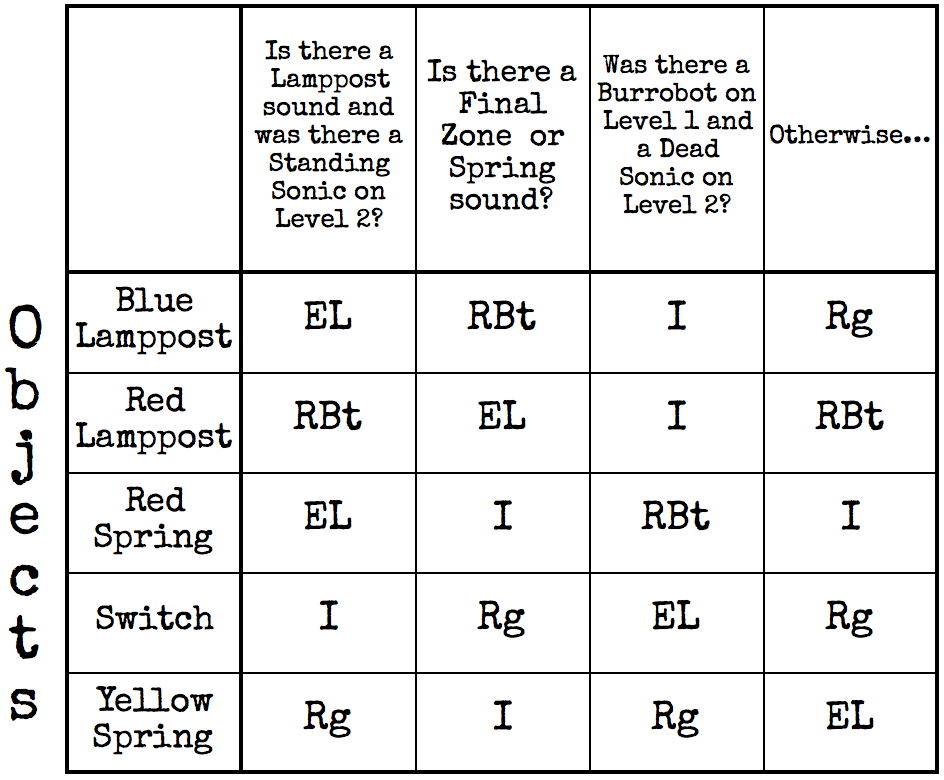 Is there a
Lamppost
sound and
was there a
Standing
Sonic on
Level 2?
Is there a
Final
Zone or
Spring
sound?
Was there a
Burrobot on
Level 1 and
a Dead
Sonic on
Level 2?
Otherwise...
Objects
Blue
Lamppost
EL
RBt
I
Rg
Red
Lamppost
RBt
EL
I
RBt
Red
Spring
EL
I
RBt
I
Switch
I
Rg
EL
Rg
Yellow
Spring
Rg
I
Rg
EL